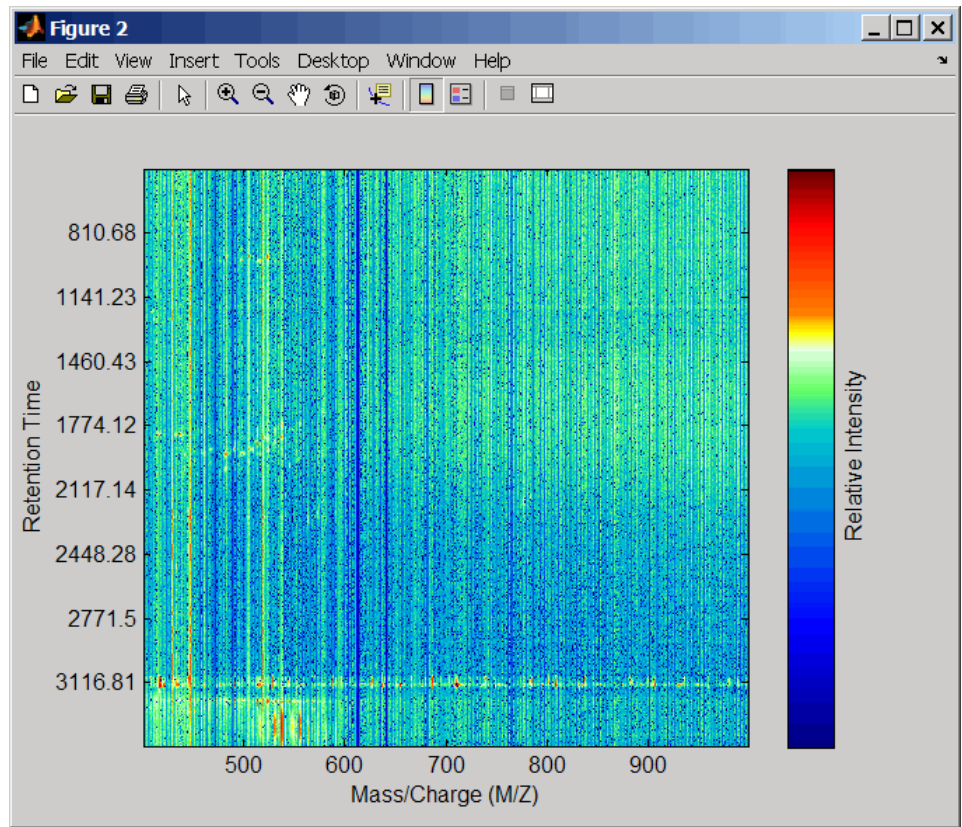 Figure 2
File Edit View Insert Tools Desktop Window Help
810.68
1141.23
1460.43
1774.12
2117.14
2448.28
2771.5
3116.81
Retention Time
500 600 700 800 900
Mass/Charge (M/Z)
Relative Intensity